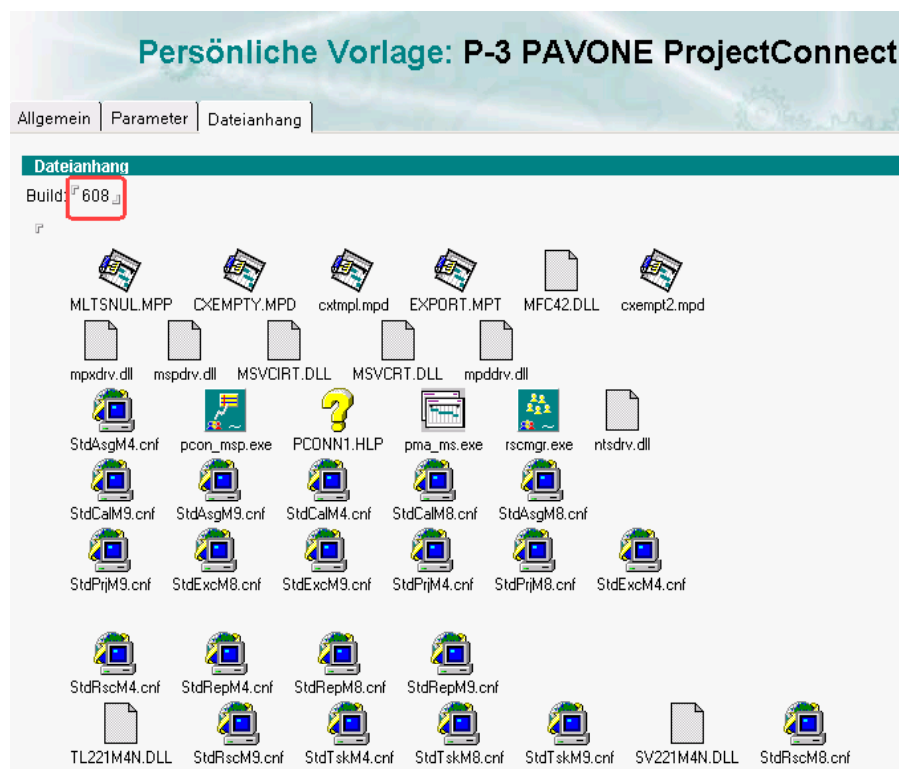 Persönliche Vorlage: P-3 PAVONE ProjectConnect
Allgemein Parameter Dateianhang
Dateianhang
Build: 608
MLTSNUL.MPP CXEMPTY.MPD cxtmpl.mpd EXPORT.MPT MFC42.DLL cxempt2.mpd
mpxdrv.dll mspdrv.dll MSVCIRT.DLL MSVCRT.DLL mpddrv.dll
StdAsgM4.cnf pcon_msp.exe PCONN1.HLP pma_ms.exe rscmgr.exe ntsdrv.dll
StdCalM9.cnf StdAsgM9.cnf StdCalM4.cnf StdCalM8.cnf StdAsgM8.cnf
StdPrjM9.cnf StdExcM8.cnf StdExcM9.cnf StdPrjM4.cnf StdPrjM8.cnf StdExcM4.cnf
StdRscM4.cnf StdRepM4.cnf StdRepM8.cnf StdRepM9.cnf
TL221M4N.DLL StdRscM9.cnf StdTskM4.cnf StdTskM8.cnf StdTskM9.cnf SV221M4N.DLL StdRscM8.cnf